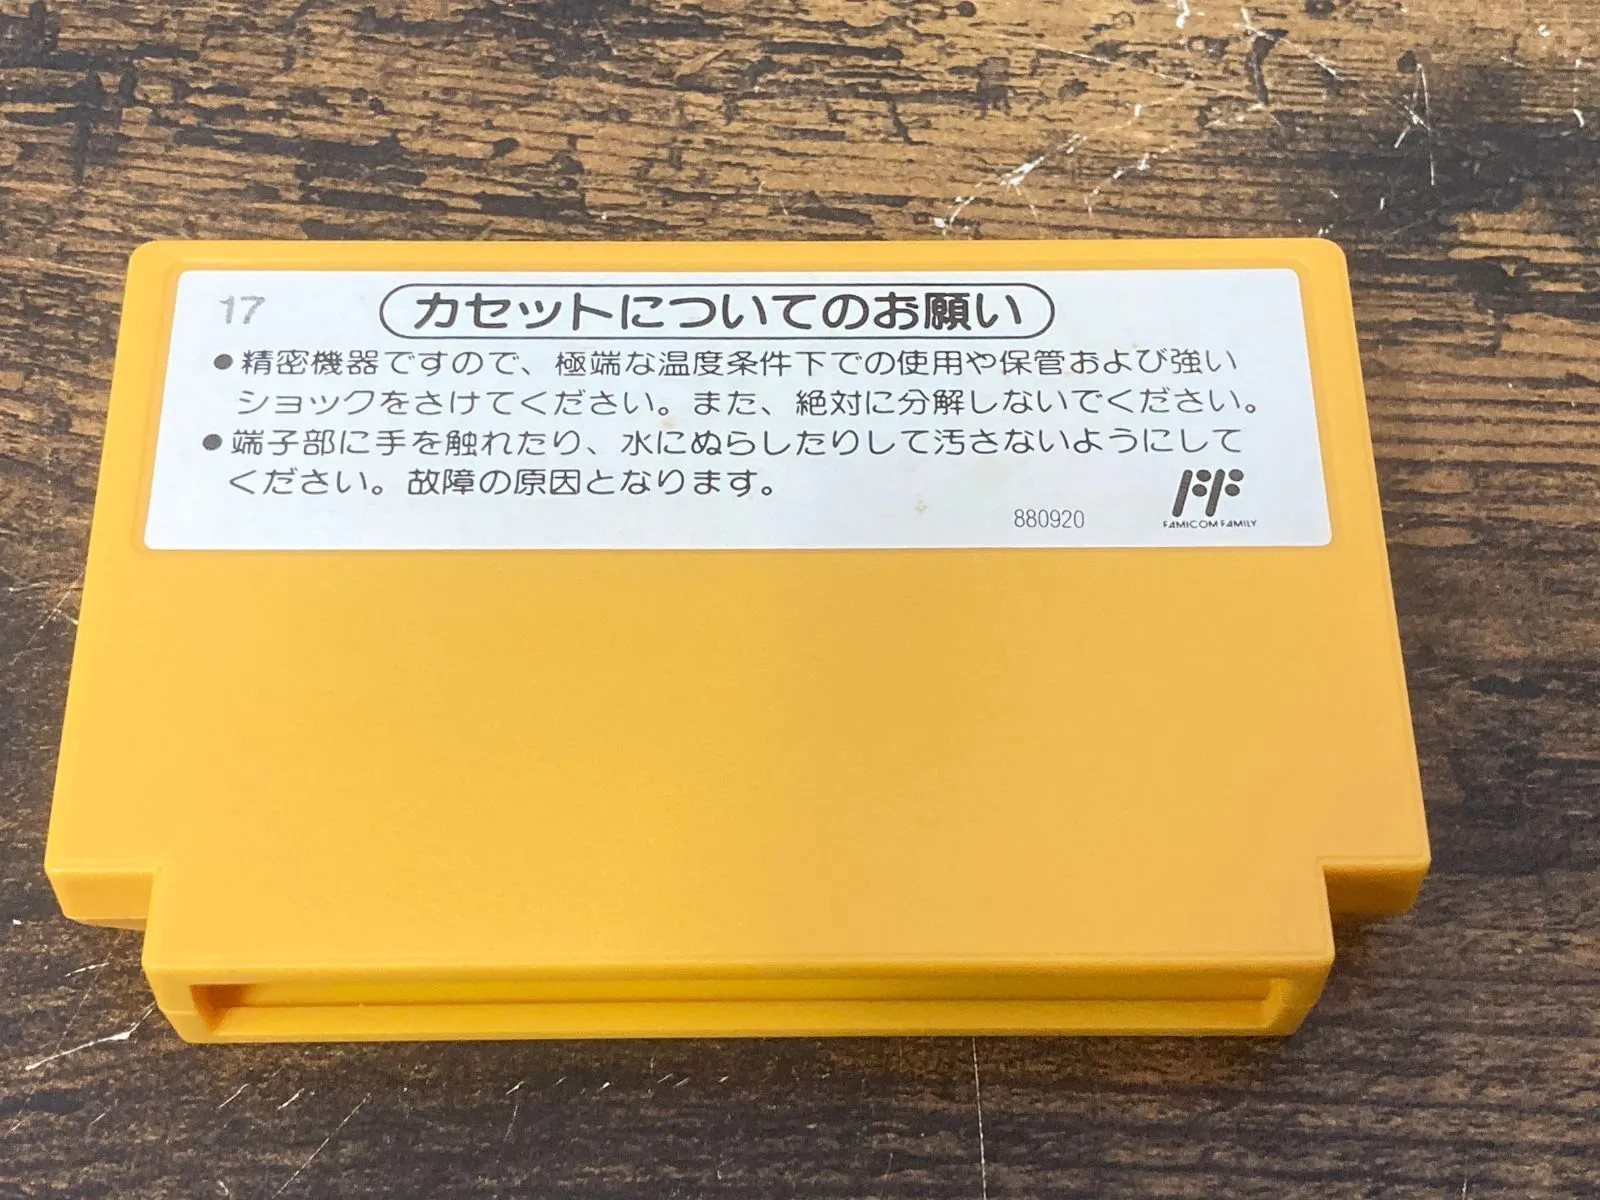 17
カセットについてのお願い
●精密機器ですので、極端な温度条件下での使用や保管および強い
ショックをさけてください。また、絶対に分解しないでください。
●端子部に手を触れたり、水にぬらしたりして汚さないようにして
ください。故障の原因となります。
880920
FF
FAMICOM FAMILY